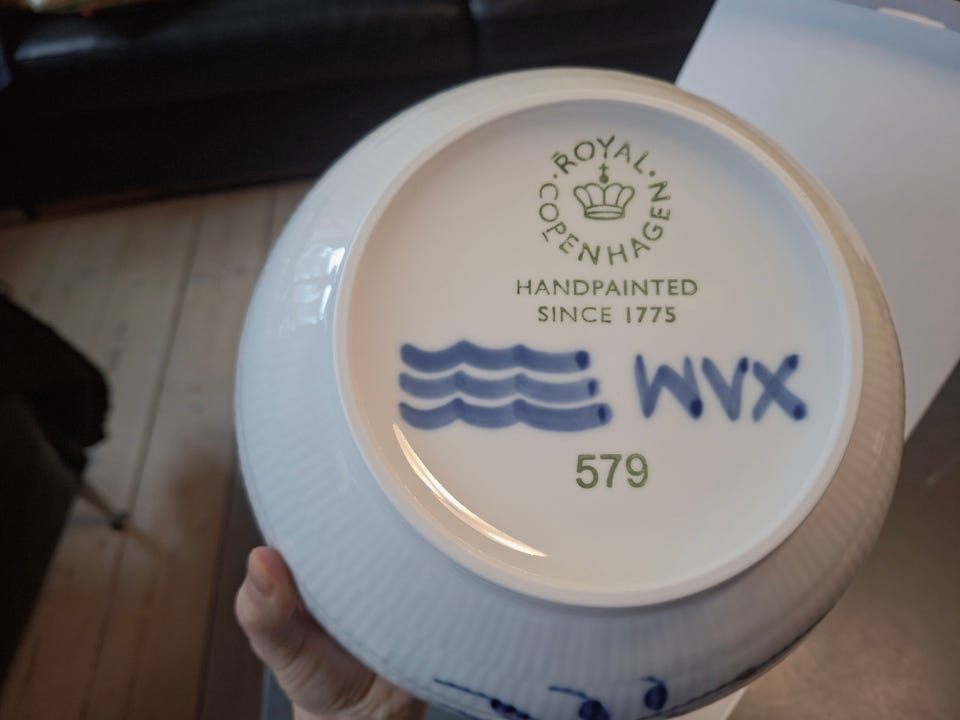 ROYAL COPENHAGEN
HANDPAINTED
SINCE 1775
WVX
579